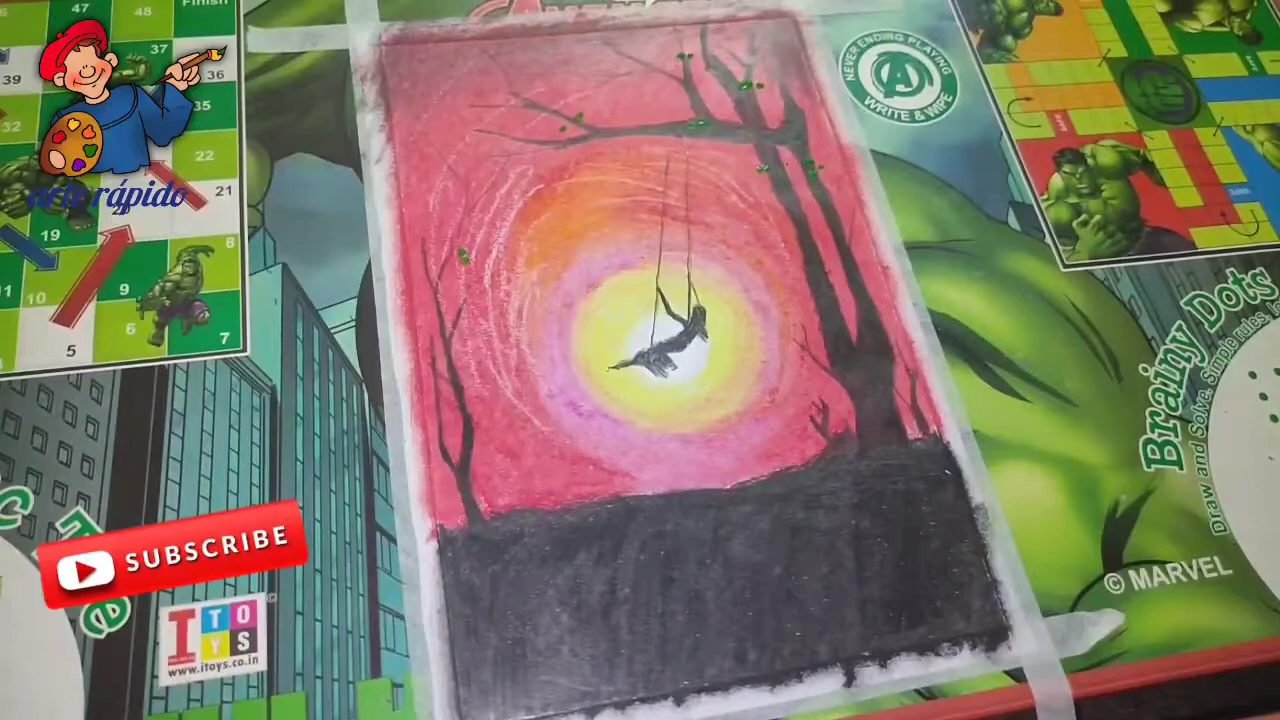 47
48
Finish
39
37
36
35
32
22
21
19
8
11
10
9
6
7
5
arte rápido
NEVER ENDING PLAYING
WRITE & WIPE
Brainy Dots
Draw and Solve. Simple rules.
© MARVEL
SUBSCRIBE
ITOYS
www.itoys.co.in